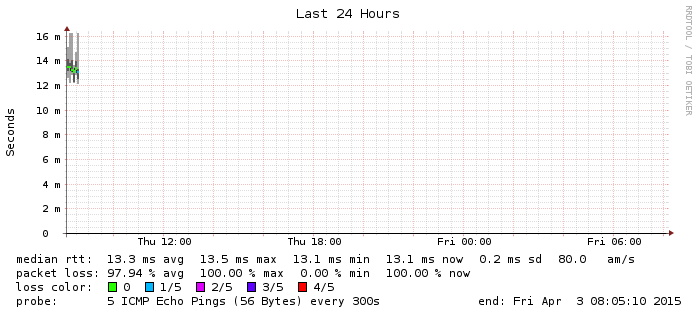 Last 24 Hours
RRDTOOL / TOBI OETIKER
Seconds
16 m
14 m
12 m
10 m
8 m
6 m
4 m
2 m
0
Thu 12:00 Thu 18:00 Fri 00:00 Fri 06:00
median rtt: 13.3 ms avg 13.5 ms max 13.1 ms min 13.1 ms now 0.2 ms sd 80.0 am/s
packet loss: 97.94 % avg 100.00 % max 0.00 % min 100.00 % now
loss color: 0 1/5 2/5 3/5 4/5
probe: 5 ICMP Echo Pings (56 Bytes) every 300s end: Fri Apr 3 08:05:10 2015